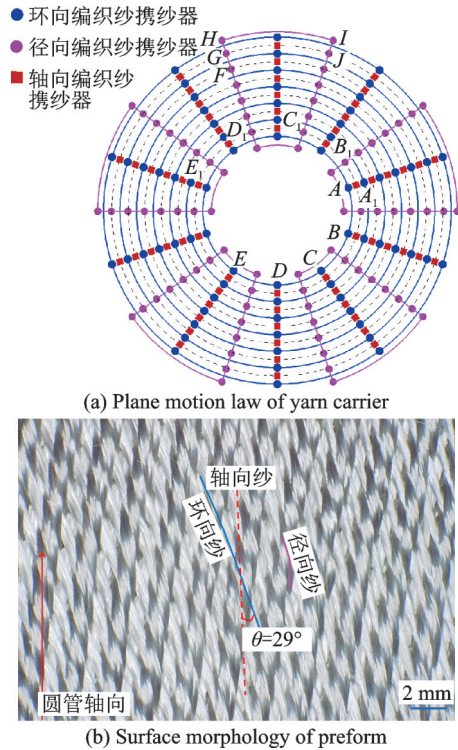 环向编织纱携纱器
径向编织纱携纱器
轴向编织纱
携纱器
H
I
G
J
F
D₁
C₁
B₁
E₁
A
A₁
B
E
D
C
(a) Plane motion law of yarn carrier
轴向纱
环向纱
径向纱
θ=29°
圆管轴向
2 mm
(b) Surface morphology of preform